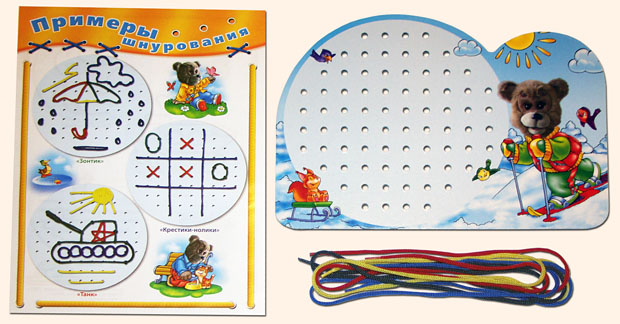 Примеры
шнурования
«Зонтик»
«Крестики-нолики»
«Танк»